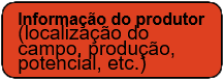 Informação do produtor
(localização do
campo, produção,
potencial, etc.)